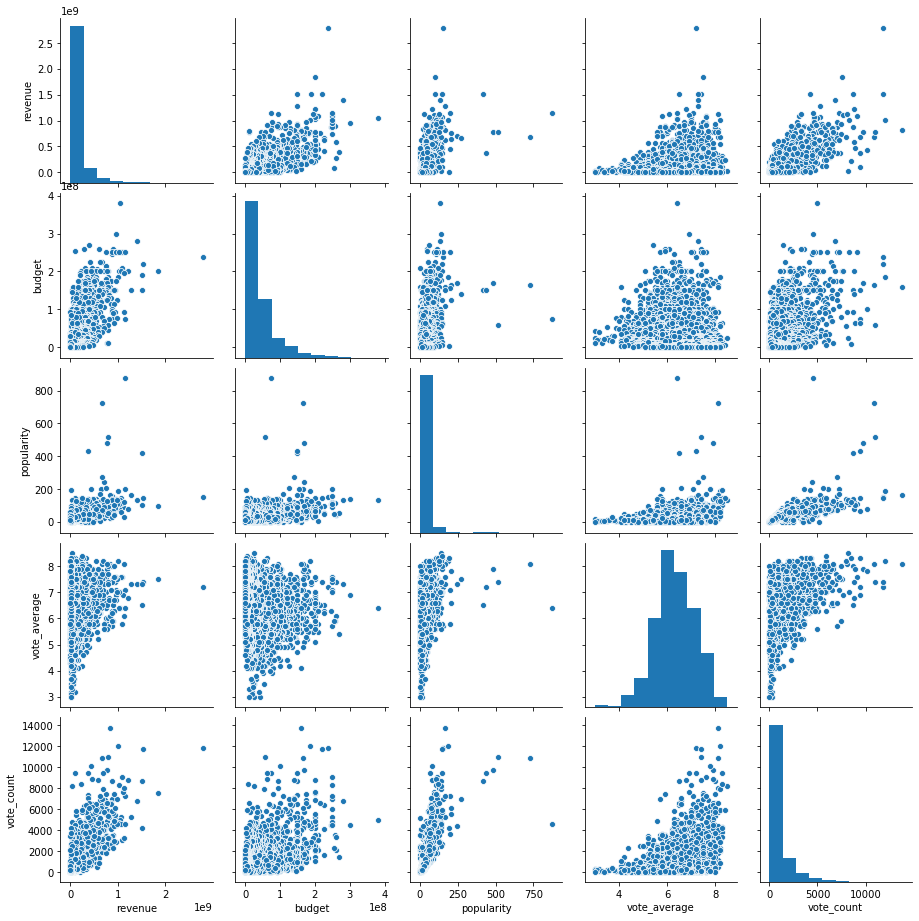 1e9
2.5
2.0
1.5
1.0
0.5
0.0
revenue
1e8
4
3
2
1
0
budget
800
600
400
200
0
popularity
8
7
6
5
4
3
vote_average
14000
12000
10000
8000
6000
4000
2000
0
vote_count
0 1 2
1e9
revenue
0 1 2 3 4
1e8
budget
0 250 500 750
popularity
4 6 8
vote_average
0 5000 10000
vote_count